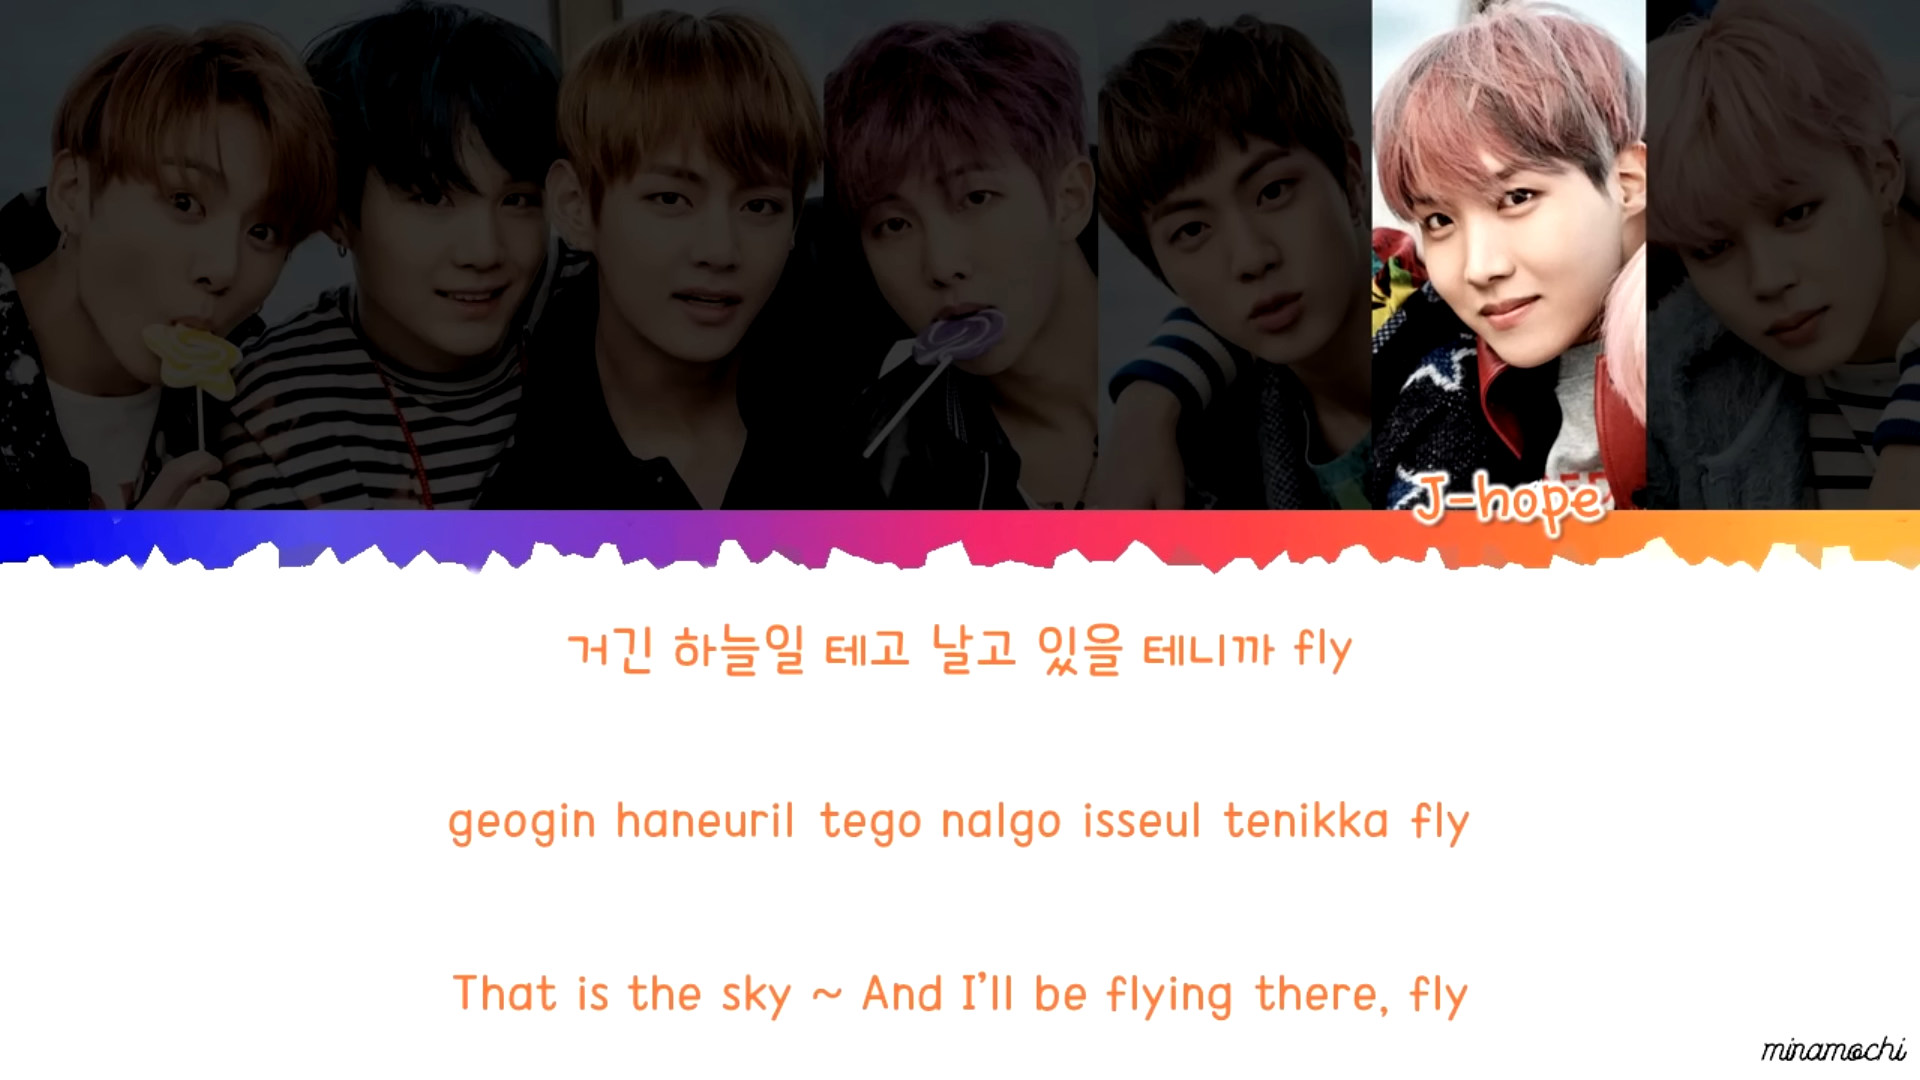 J-hope
거긴 하늘일 테고 날고 있을 테니까 fly
geogin haneuril tego nalgo isseul tenikka fly
That is the sky ~ And I'll be flying there, fly
minamochi